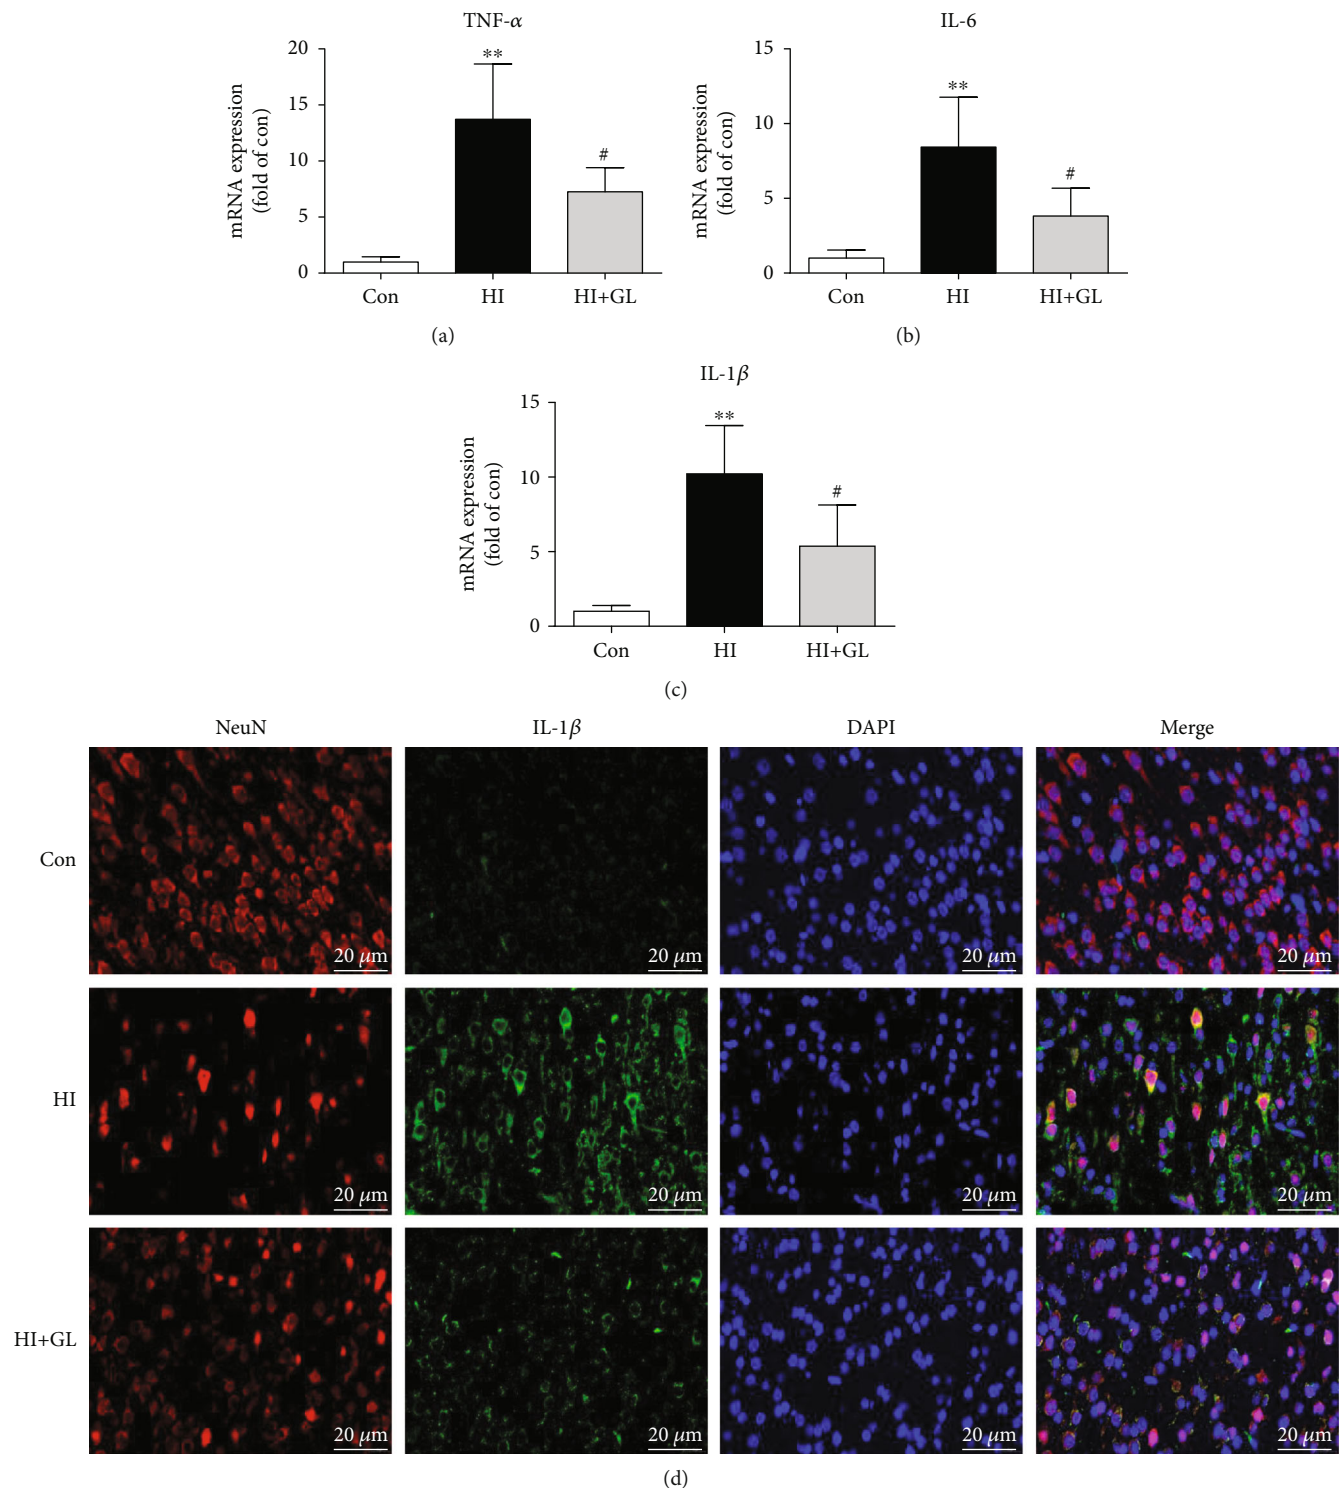 TNF-α
mRNA expression
(fold of con)
20
15
10
5
0
**
#
Con HI HI+GL
(a)
IL-6
mRNA expression
(fold of con)
15
10
5
0
**
#
Con HI HI+GL
(b)
IL-1β
mRNA expression
(fold of con)
15
10
5
0
**
#
Con HI HI+GL
(c)
NeuN IL-1β DAPI Merge
Con
20 μm 20 μm 20 μm 20 μm
HI
20 μm 20 μm 20 μm 20 μm
HI+GL
20 μm 20 μm 20 μm 20 μm
(d)